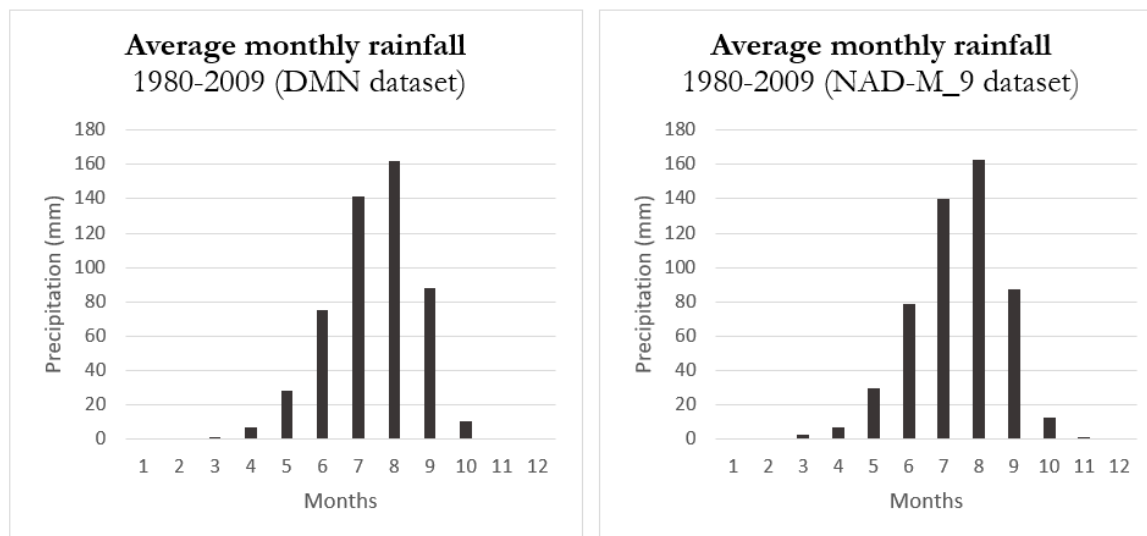 Average monthly rainfall
1980-2009 (DMN dataset)
180
160
140
120
100
80
60
40
20
0
Precipitation (mm)
1 2 3 4 5 6 7 8 9 10 11 12
Months
Average monthly rainfall
1980-2009 (NAD-M_9 dataset)
180
160
140
120
100
80
60
40
20
0
Precipitation (mm)
1 2 3 4 5 6 7 8 9 10 11 12
Months